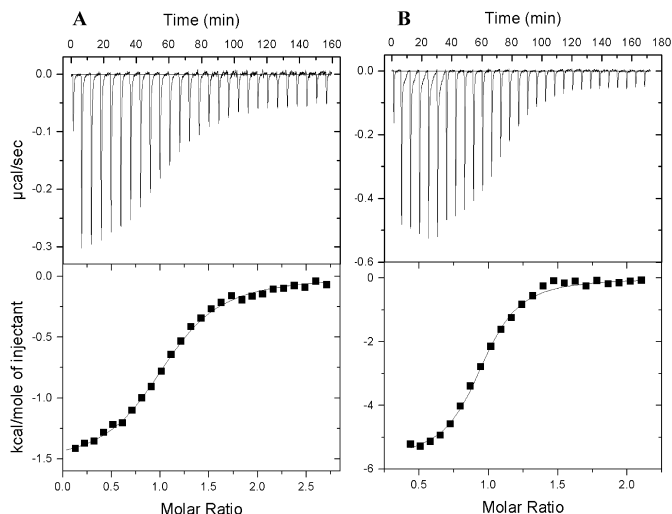 A
Time (min)
0 20 40 60 80 100 120 140 160
0.0
-0.1
-0.2
-0.3
µcal/sec
0.0
-0.5
-1.0
-1.5
kcal/mole of injectant
0.0 0.5 1.0 1.5 2.0 2.5
Molar Ratio
B
Time (min)
0 20 40 60 80 100 120 140 160 180
0.0
-0.2
-0.4
-0.6
0
-2
-4
-6
0.5 1.0 1.5 2.0
Molar Ratio